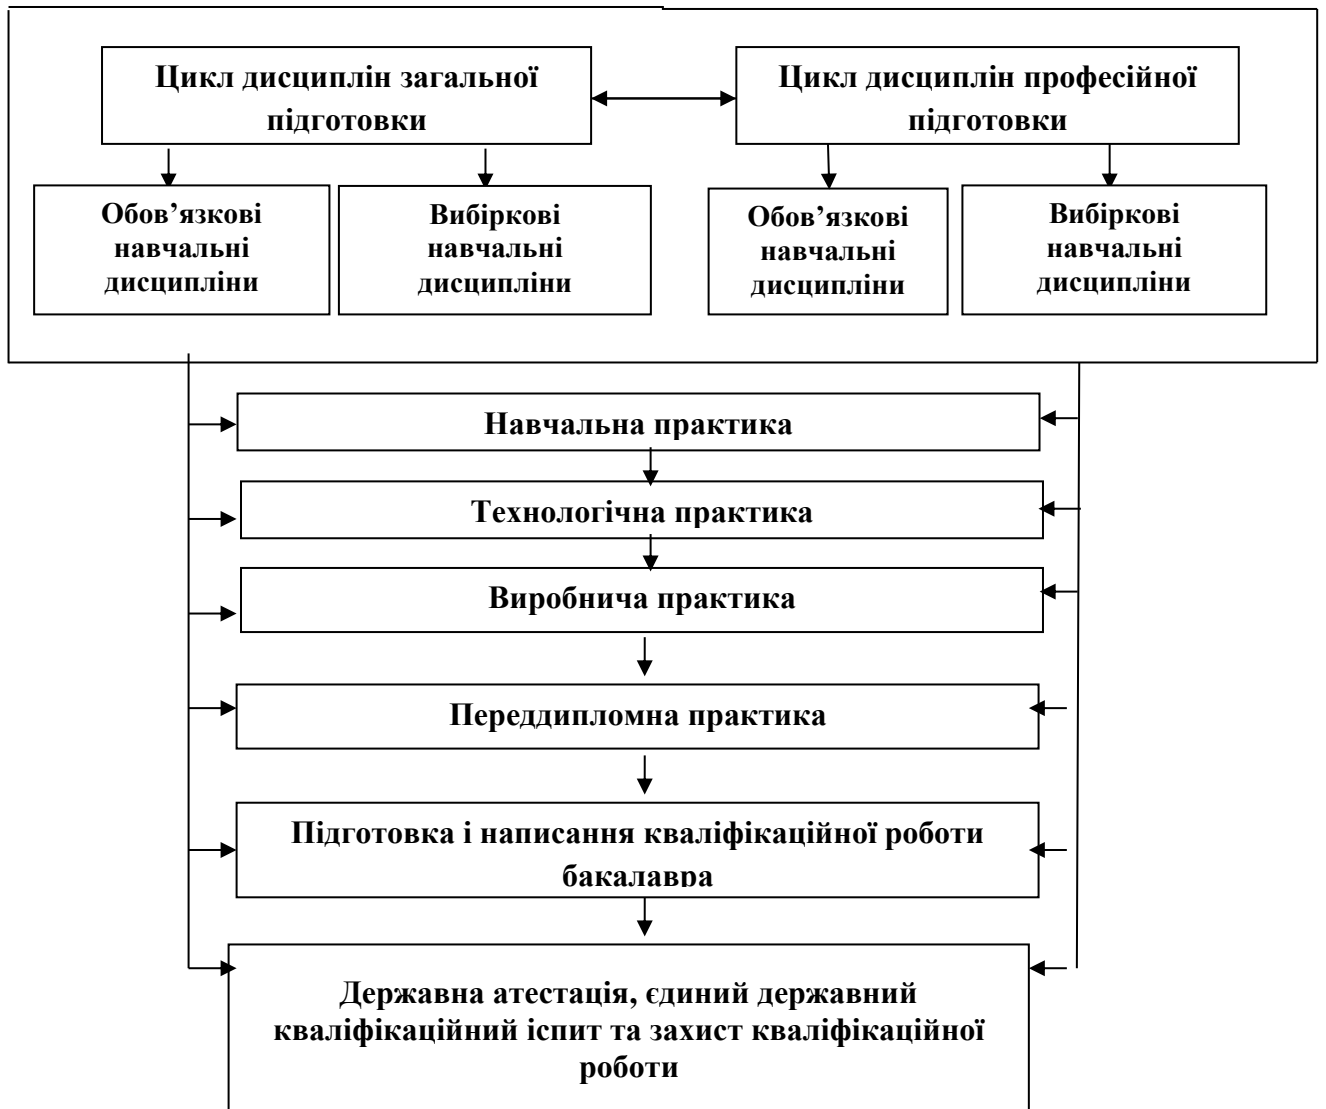 Цикл дисциплін загальної
підготовки
Цикл дисциплін професійної
підготовки
Обов’язкові
навчальні
дисципліни
Вибіркові
навчальні
дисципліни
Обов’язкові
навчальні
дисципліни
Вибіркові
навчальні
дисципліни
Навчальна практика
Технологічна практика
Виробнича практика
Переддипломна практика
Підготовка і написання кваліфікаційної роботи
бакалавра
Державна атестація, єдиний державний
кваліфікаційний іспит та захист кваліфікаційної
роботи